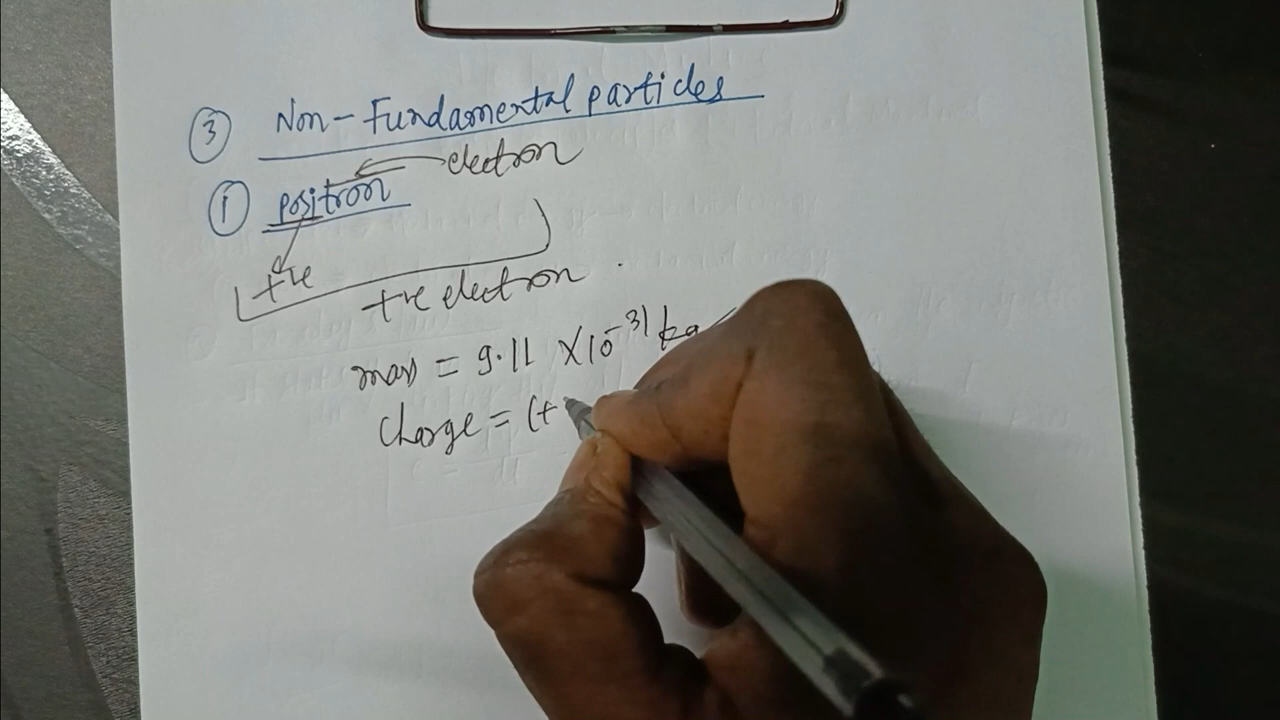 ③ Non-Fundamental particles
electron
① positron
+ve
+ve electron
mass = 9.11 × 10⁻³¹ kg
charge = (+